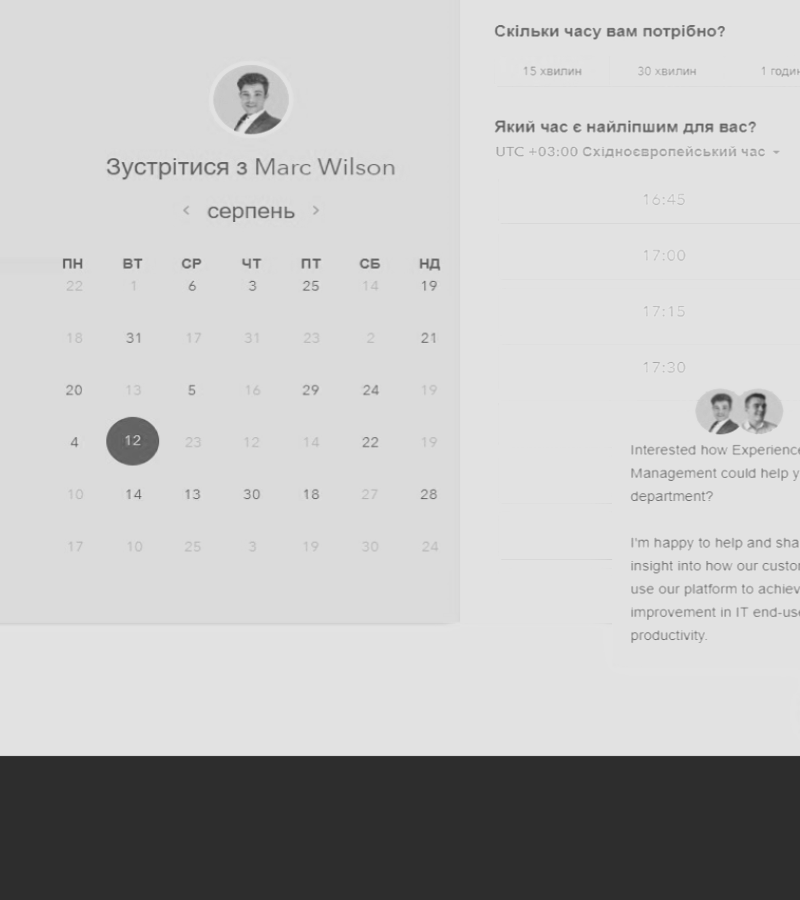 Зустрітися з Marc Wilson
< серпень >
ПН ВТ СР ЧТ ПТ СБ НД
22 1 6 3 25 14 19
18 31 17 31 23 2 21
20 13 5 16 29 24 19
4 12 23 12 14 22 19
10 14 13 30 18 27 28
17 10 25 3 19 30 24
Скільки часу вам потрібно?
15 хвилин 30 хвилин 1 годин
Який час є найліпшим для вас?
UTC +03:00 Східноєвропейський час
16:45
17:00
17:15
17:30
Interested how Experience
Management could help y
department?
I'm happy to help and sha
insight into how our custo
use our platform to achiev
improvement in IT end-use
productivity.